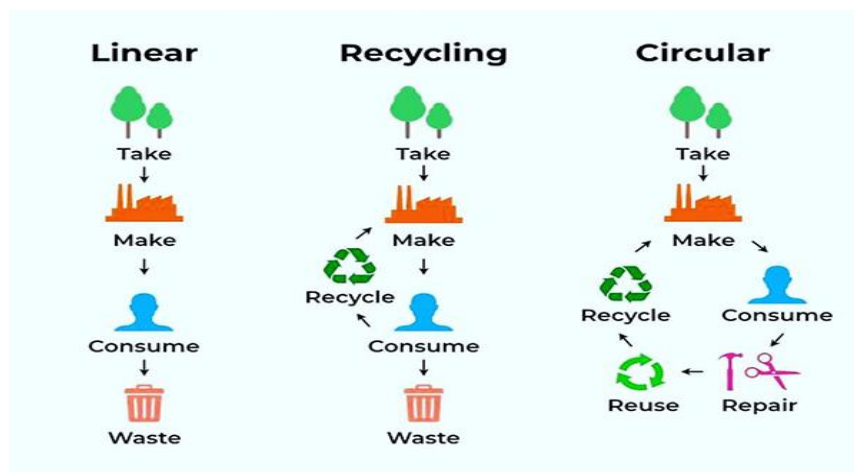 Linear
Take
Make
Consume
Waste
Recycling
Take
Make
Recycle
Consume
Waste
Circular
Take
Make
Consume
Repair
Reuse
Recycle